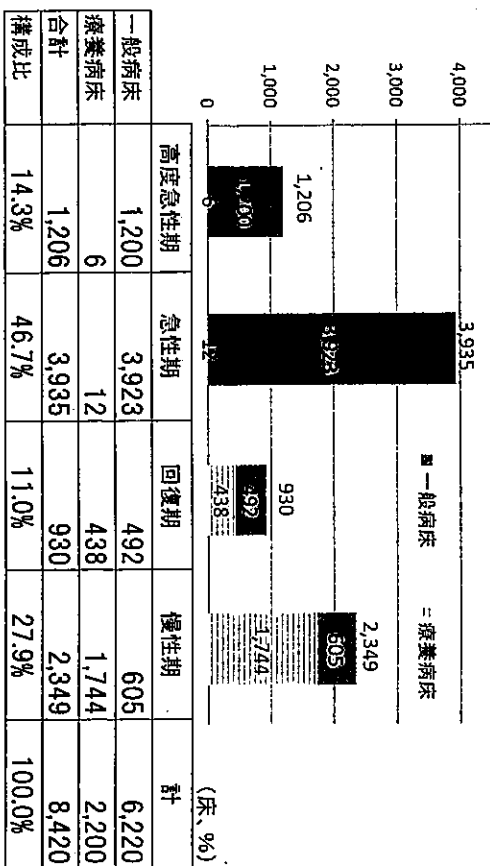 4,000
3,000
2,000
1,000
0
■一般病床 =療養病床
1,206
1,200
6
3,935
3,923
12
930
492
438
2,349
605
1,744
(床、%)
高度急性期 急性期 回復期 慢性期 計
一般病床 1,200 3,923 492 605 6,220
療養病床 6 12 438 1,744 2,200
合計 1,206 3,935 930 2,349 8,420
構成比 14.3% 46.7% 11.0% 27.9% 100.0%